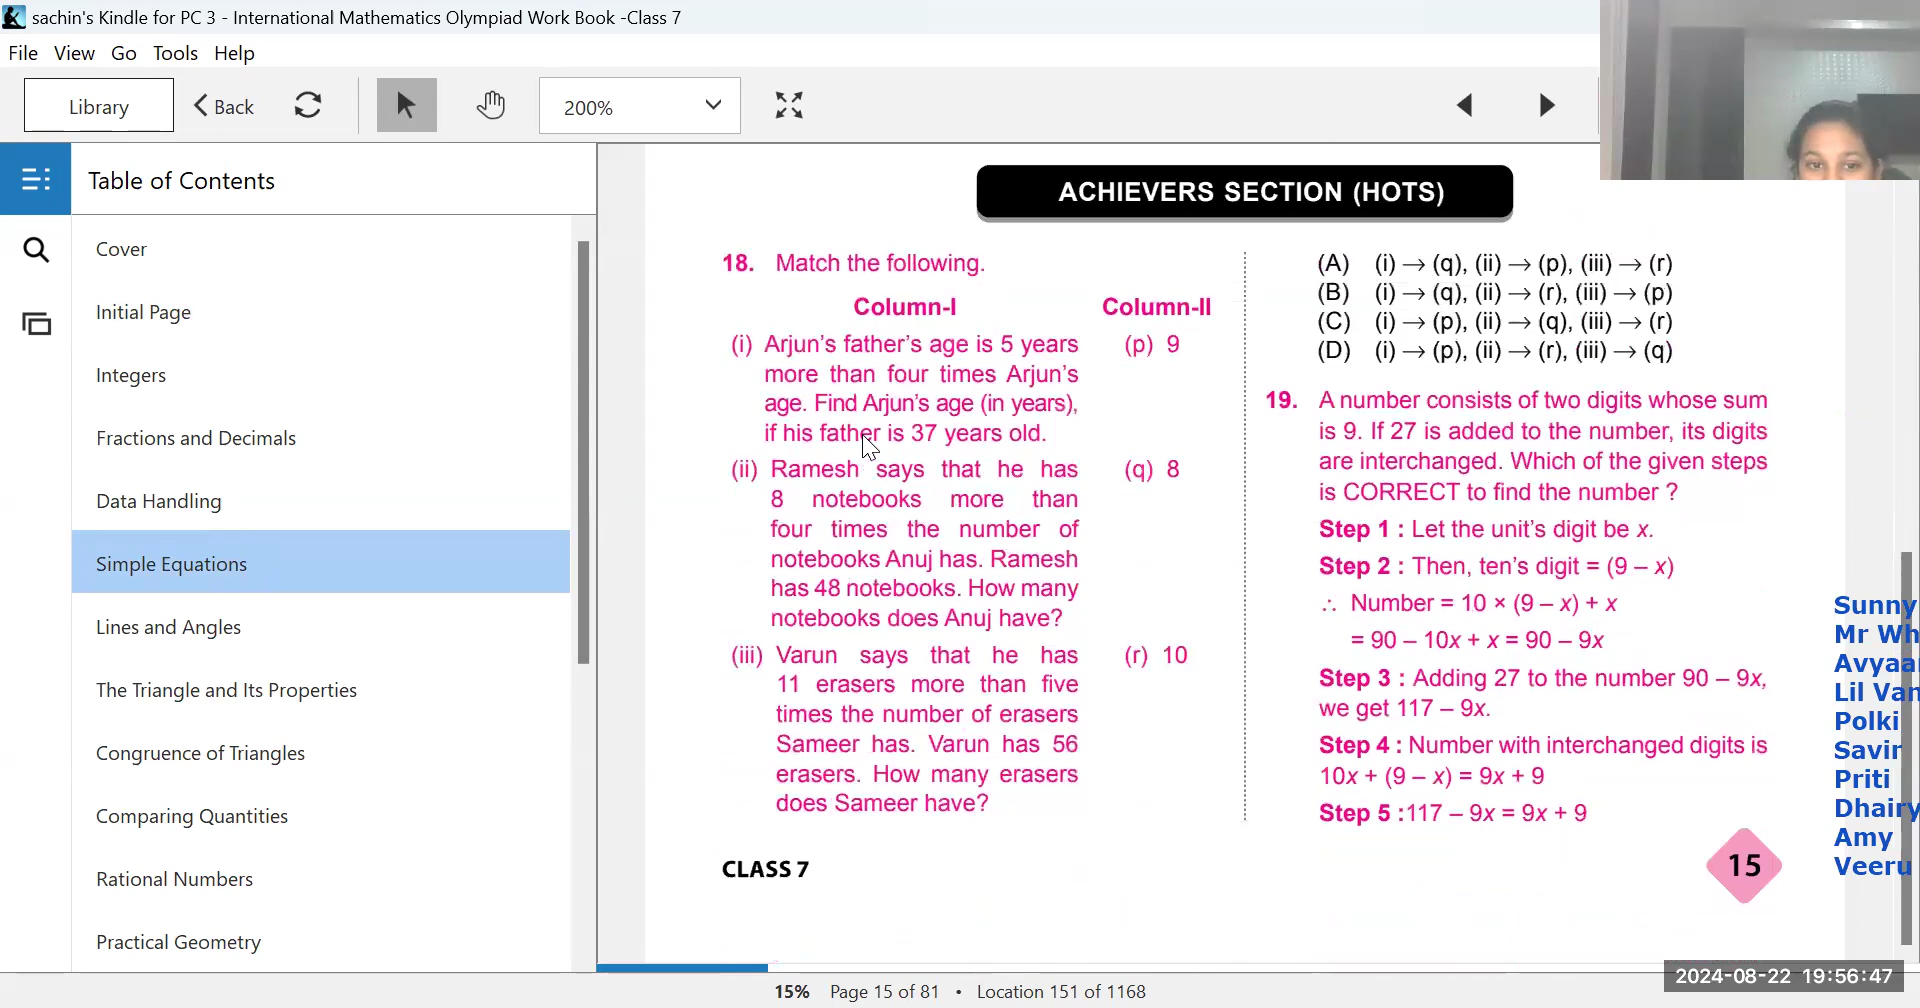 sachin's Kindle for PC 3 - International Mathematics Olympiad Work Book -Class 7
File View Go Tools Help
Library
Back
200%
Table of Contents
Cover
Initial Page
Integers
Fractions and Decimals
Data Handling
Simple Equations
Lines and Angles
The Triangle and Its Properties
Congruence of Triangles
Comparing Quantities
Rational Numbers
Practical Geometry
ACHIEVERS SECTION (HOTS)
18. Match the following.
Column-I Column-II
(i) Arjun's father's age is 5 years (p) 9
more than four times Arjun's
age. Find Arjun's age (in years),
if his father is 37 years old.
(ii) Ramesh says that he has (q) 8
8 notebooks more than
four times the number of
notebooks Anuj has. Ramesh
has 48 notebooks. How many
notebooks does Anuj have?
(iii) Varun says that he has (r) 10
11 erasers more than five
times the number of erasers
Sameer has. Varun has 56
erasers. How many erasers
does Sameer have?
(A) (i) → (q), (ii) → (p), (iii) → (r)
(B) (i) → (q), (ii) → (r), (iii) → (p)
(C) (i) → (p), (ii) → (q), (iii) → (r)
(D) (i) → (p), (ii) → (r), (iii) → (q)
19. A number consists of two digits whose sum
is 9. If 27 is added to the number, its digits
are interchanged. Which of the given steps
is CORRECT to find the number ?
Step 1 : Let the unit's digit be x.
Step 2 : Then, ten's digit = (9 – x)
∴ Number = 10 × (9 – x) + x
= 90 – 10x + x = 90 – 9x
Step 3 : Adding 27 to the number 90 – 9x,
we get 117 – 9x.
Step 4 : Number with interchanged digits is
10x + (9 – x) = 9x + 9
Step 5 :117 – 9x = 9x + 9
CLASS 7
15
Sunny
Mr Wh
Avyaa
Lil Van
Polki
Savir
Priti
Dhairy
Amy
Veeru
2024-08-22 19:56:47
15% Page 15 of 81 • Location 151 of 1168